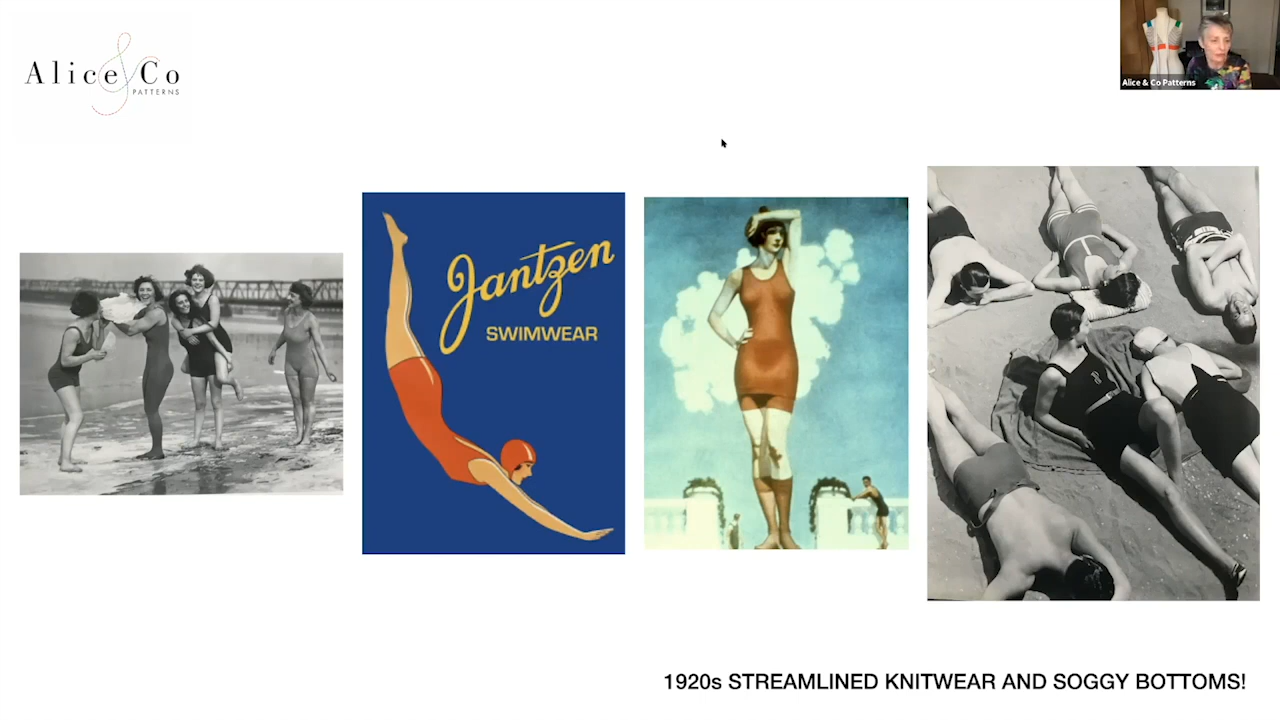 Alice & Co
PATTERNS
Alice & Co Patterns
Jantzen
SWIMWEAR
1920s STREAMLINED KNITWEAR AND SOGGY BOTTOMS!